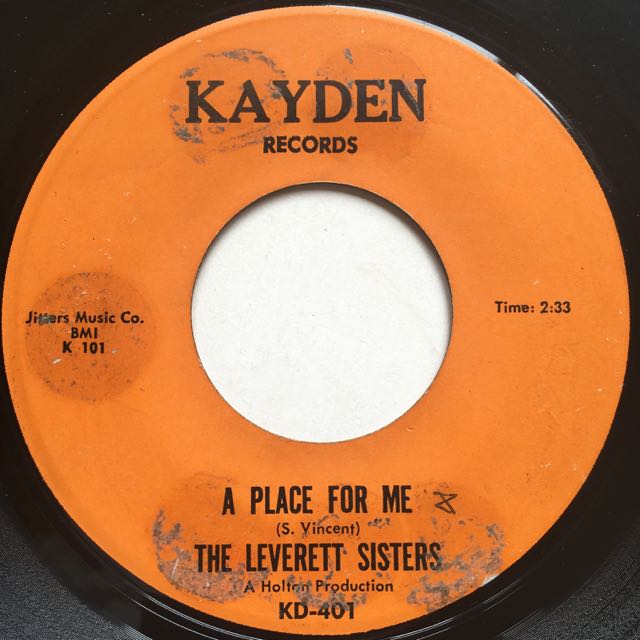 KAYDEN
RECORDS
Jitters Music Co.
BMI
K 101
Time: 2:33
A PLACE FOR ME
(S. Vincent)
THE LEVERETT SISTERS
A Holton Production
KD-401